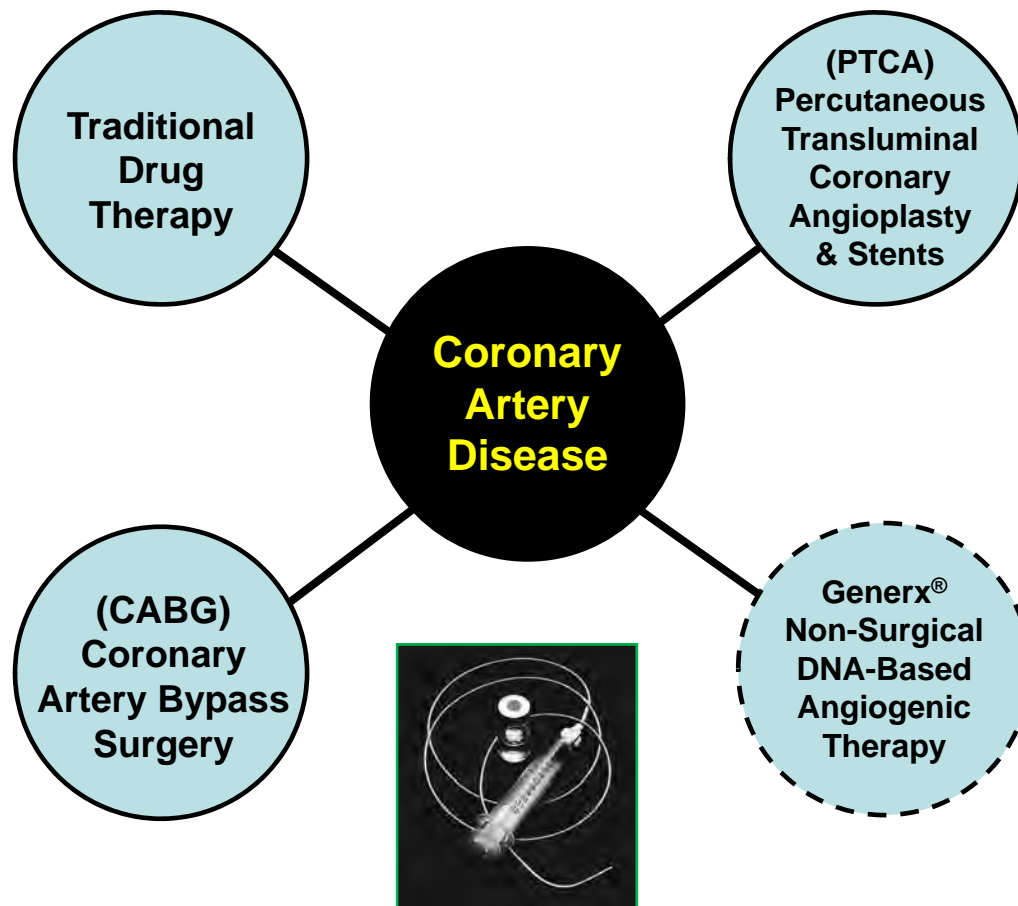 Traditional
Drug
Therapy
(PTCA)
Percutaneous
Transluminal
Coronary
Angioplasty
& Stents
Coronary
Artery
Disease
(CABG)
Coronary
Artery Bypass
Surgery
Generx®
Non-Surgical
DNA-Based
Angiogenic
Therapy